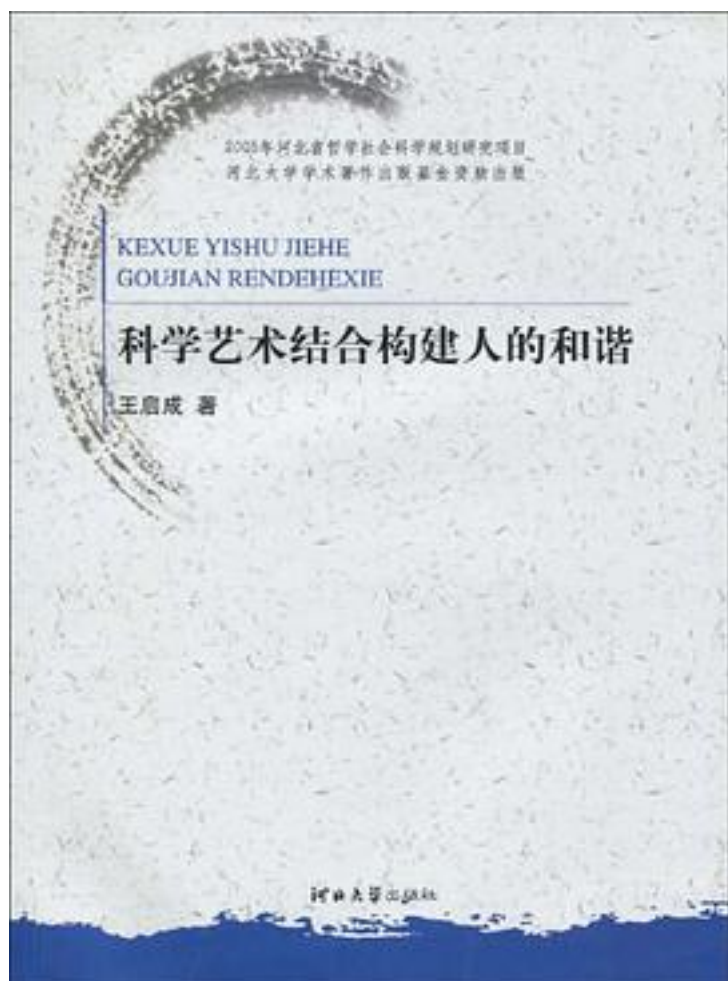 2005年河北省哲学社会科学规划研究项目
河北大学学术著作出版基金资助出版
KEXUE YISHU JIEHE
GOUJIAN RENDEHEXIE
科学艺术结合构建人的和谐
王启成 著
河北大学出版社